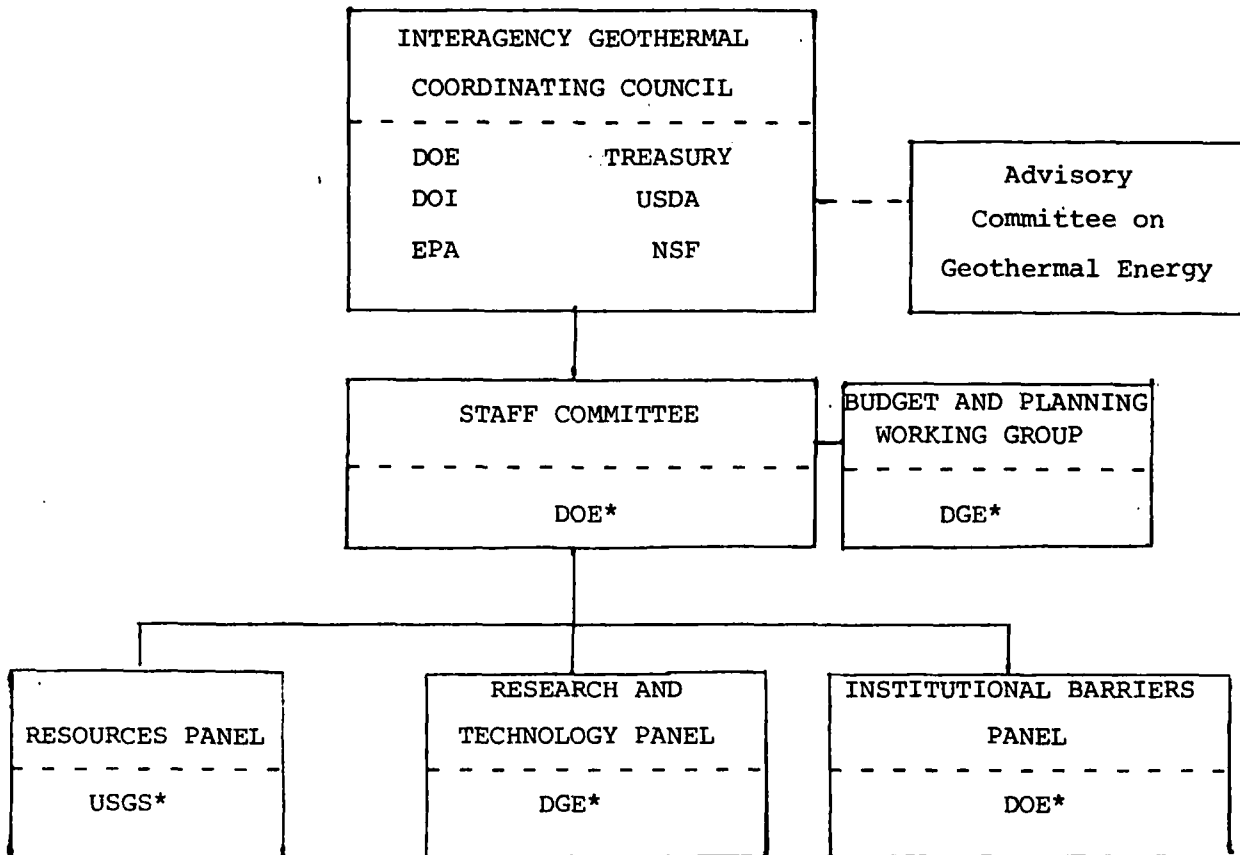 INTERAGENCY GEOTHERMAL
COORDINATING COUNCIL
DOE TREASURY
DOI USDA
EPA NSF
Advisory
Committee on
Geothermal Energy
STAFF COMMITTEE
DOE*
BUDGET AND PLANNING
WORKING GROUP
DGE*
RESOURCES PANEL
USGS*
RESEARCH AND
TECHNOLOGY PANEL
DGE*
INSTITUTIONAL BARRIERS
PANEL
DOE*